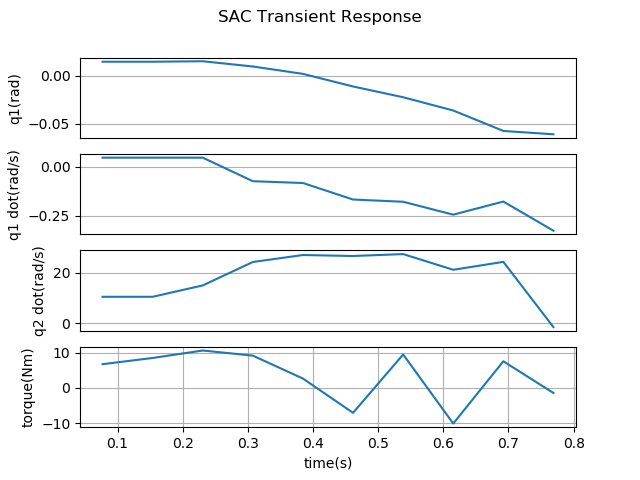 SAC Transient Response
q1(rad)
0.00
−0.05
q1 dot(rad/s)
0.00
−0.25
q2 dot(rad/s)
20
0
torque(Nm)
10
0
−10
0.1 0.2 0.3 0.4 0.5 0.6 0.7 0.8
time(s)